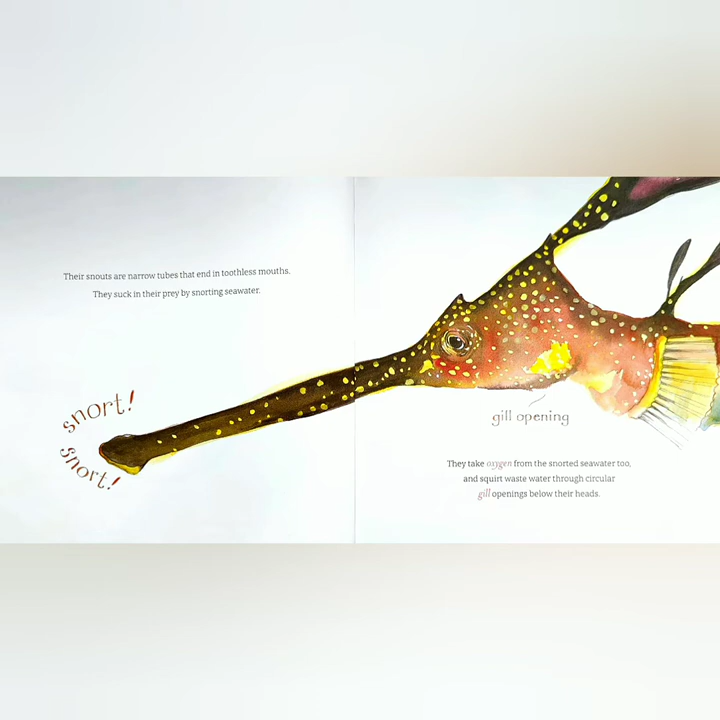 Their snouts are narrow tubes that end in toothless mouths.
They suck in their prey by snorting seawater.
snort!
snort!
gill opening
They take oxygen from the snorted seawater too,
and squirt waste water through circular
gill openings below their heads.